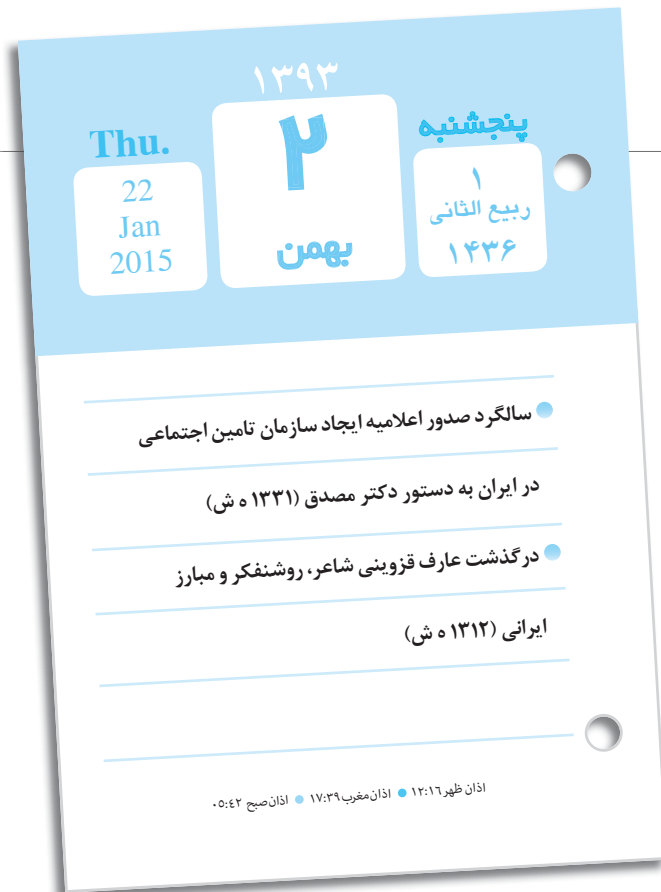 ۱۳۹۳
پنجشنبه
۱
ربیع الثانی
۱۴۳۶
۲
بهمن
Thu.
22
Jan
2015
سالگرد صدور اعلامیه ایجاد سازمان تامین اجتماعی
در ایران به دستور دکتر مصدق (۱۳۳۱ ه ش)
درگذشت عارف قزوینی شاعر، روشنفکر و مبارز
ایرانی (۱۳۱۲ ه ش)
اذان ظهر ۱۲:۱۶ اذان مغرب ۱۷:۳۹ اذان صبح ۰۵:۴۲